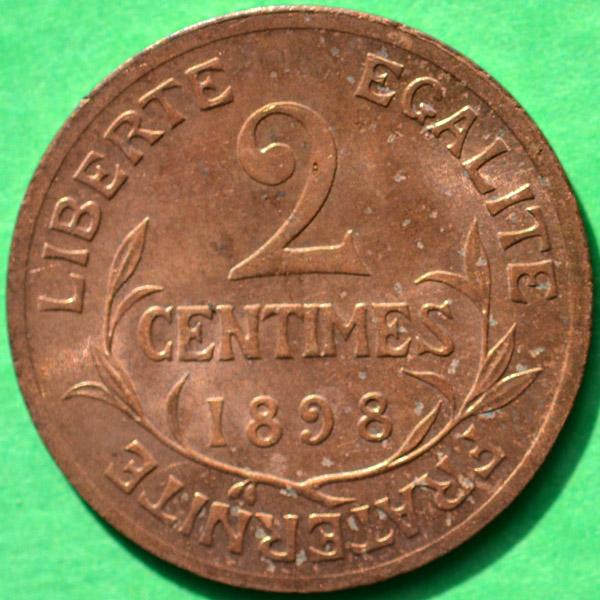 LIBERTE EGALITE
2
CENTIMES
1898
FRATERNITE